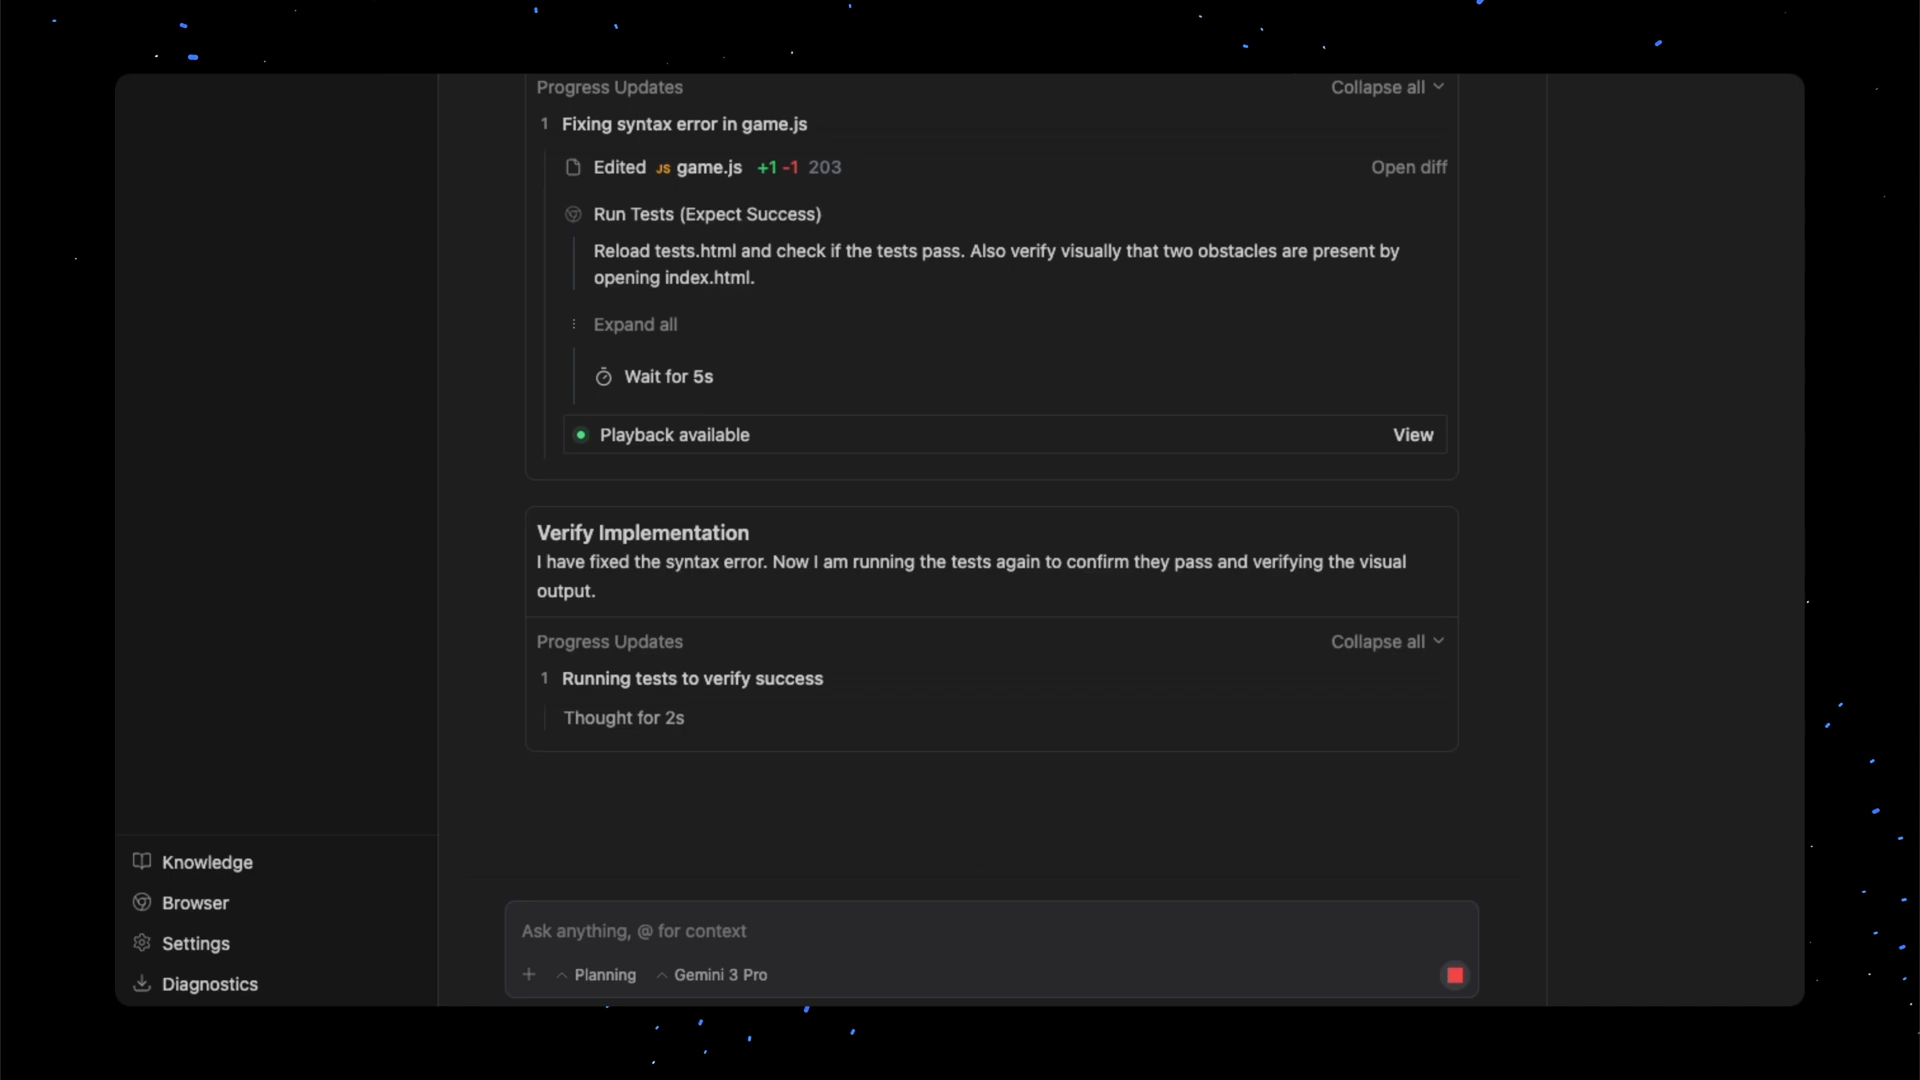 Progress Updates Collapse all
1 Fixing syntax error in game.js
Edited JS game.js +1 -1 203 Open diff
Run Tests (Expect Success)
Reload tests.html and check if the tests pass. Also verify visually that two obstacles are present by
opening index.html.
Expand all
Wait for 5s
Playback available View
Verify Implementation
I have fixed the syntax error. Now I am running the tests again to confirm they pass and verifying the visual
output.
Progress Updates Collapse all
1 Running tests to verify success
Thought for 2s
Knowledge
Browser
Settings
Diagnostics
Ask anything, @ for context
+ Planning Gemini 3 Pro